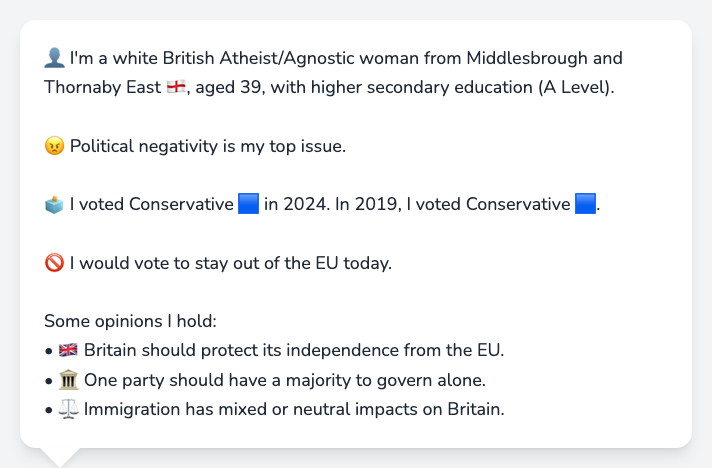 👤 I'm a white British Atheist/Agnostic woman from Middlesbrough and
Thornaby East 🏴󠁧󠁢󠁥󠁮󠁧󠁿, aged 39, with higher secondary education (A Level).
😠 Political negativity is my top issue.
🗳️ I voted Conservative 🟦 in 2024. In 2019, I voted Conservative 🟦.
🚫 I would vote to stay out of the EU today.
Some opinions I hold:
• 🇬🇧 Britain should protect its independence from the EU.
• 🏛️ One party should have a majority to govern alone.
• ⚖️ Immigration has mixed or neutral impacts on Britain.